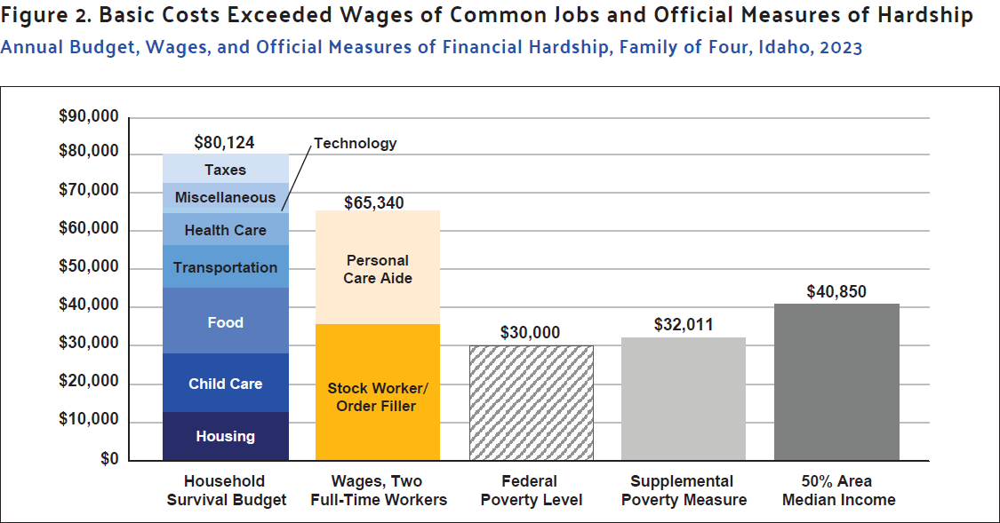 Figure 2. Basic Costs Exceeded Wages of Common Jobs and Official Measures of Hardship
Annual Budget, Wages, and Official Measures of Financial Hardship, Family of Four, Idaho, 2023
$90,000
$80,000
$70,000
$60,000
$50,000
$40,000
$30,000
$20,000
$10,000
$0
$80,124
Technology
Taxes
Miscellaneous
Health Care
Transportation
Food
Child Care
Housing
$65,340
Personal
Care Aide
Stock Worker/
Order Filler
$30,000
$32,011
$40,850
Household
Survival Budget
Wages, Two
Full-Time Workers
Federal
Poverty Level
Supplemental
Poverty Measure
50% Area
Median Income